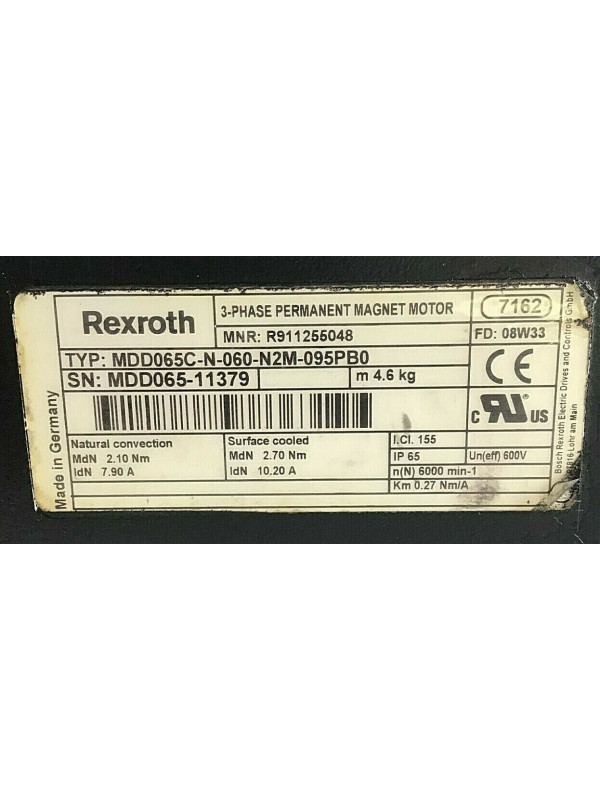 Rexroth
3-PHASE PERMANENT MAGNET MOTOR
7162
MNR: R911255048
FD: 08W33
TYP: MDD065C-N-060-N2M-095PB0
SN: MDD065-11379
m 4.6 kg
CE
c RU US
Natural convection
MdN 2.10 Nm
IdN 7.90 A
Surface cooled
MdN 2.70 Nm
IdN 10.20 A
I.Cl. 155
IP 65
Un(eff) 600V
n(N) 6000 min-1
Km 0.27 Nm/A
Made in Germany
Bosch Rexroth Electric Drives and Controls GmbH
Lohr am Main